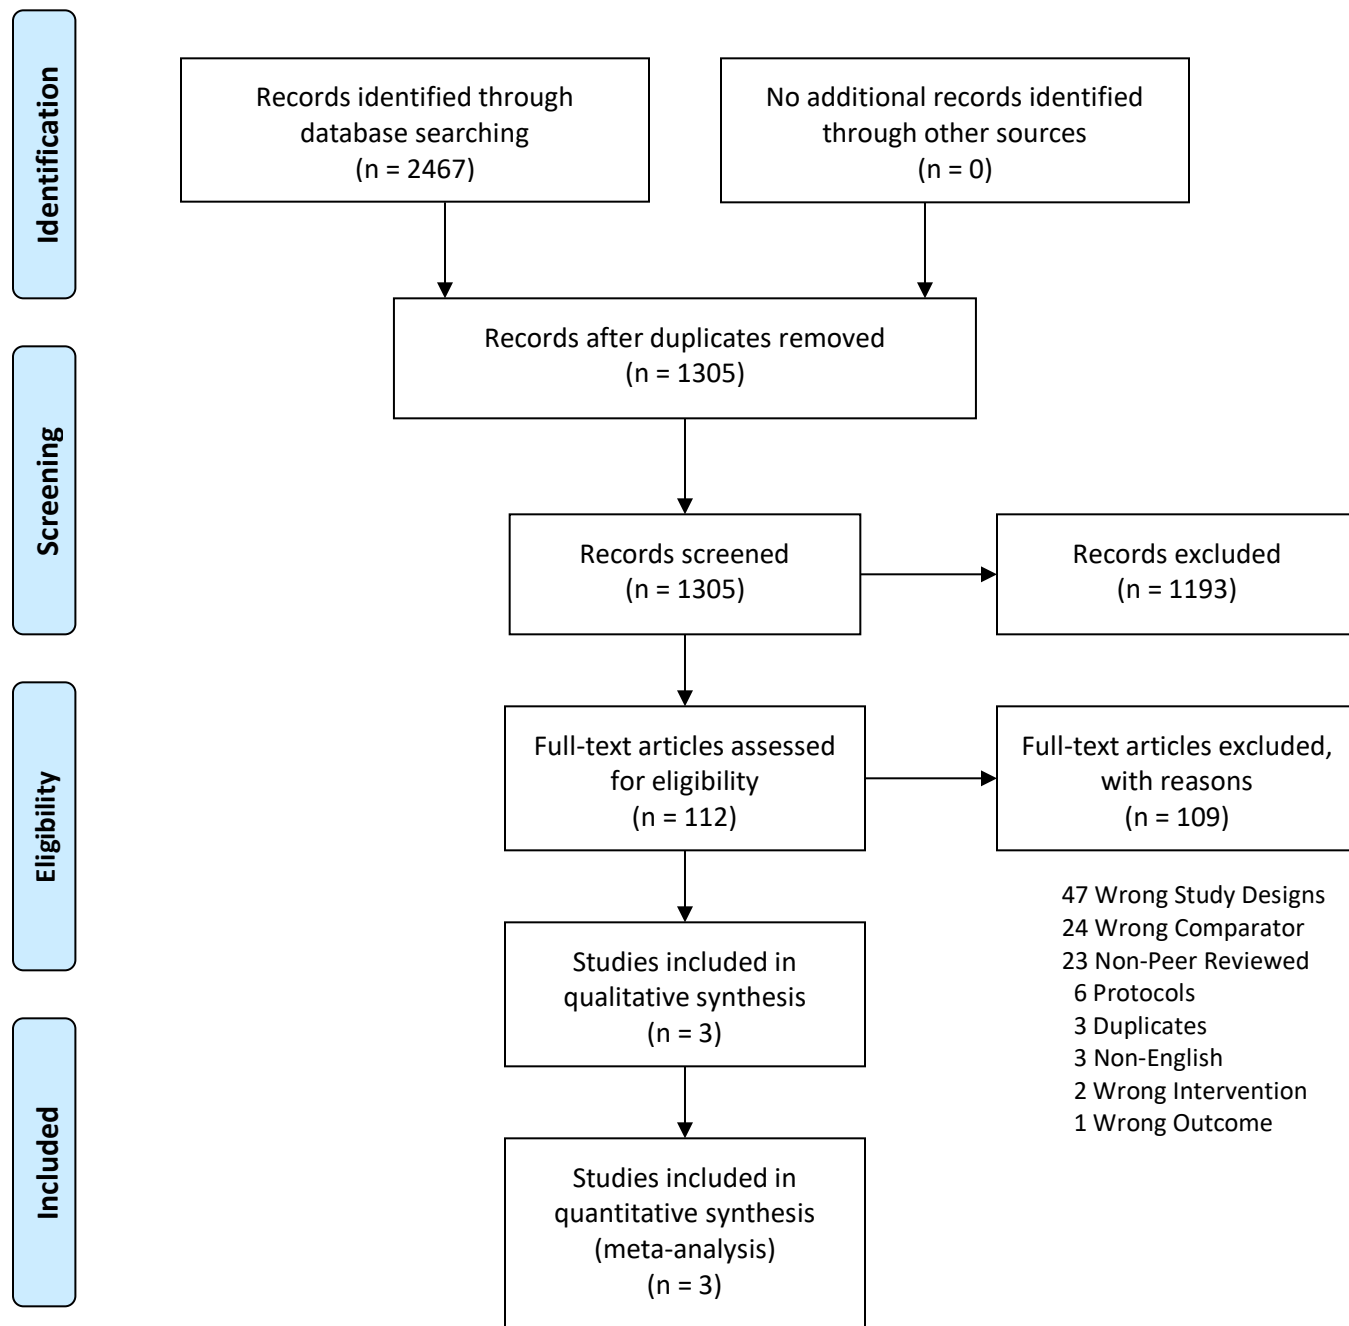 Identification
Records identified through
database searching
(n = 2467)
No additional records identified
through other sources
(n = 0)
Records after duplicates removed
(n = 1305)
Screening
Records screened
(n = 1305)
Records excluded
(n = 1193)
Eligibility
Full-text articles assessed
for eligibility
(n = 112)
Full-text articles excluded,
with reasons
(n = 109)
47 Wrong Study Designs
24 Wrong Comparator
23 Non-Peer Reviewed
6 Protocols
3 Duplicates
3 Non-English
2 Wrong Intervention
1 Wrong Outcome
Studies included in
qualitative synthesis
(n = 3)
Included
Studies included in
quantitative synthesis
(meta-analysis)
(n = 3)